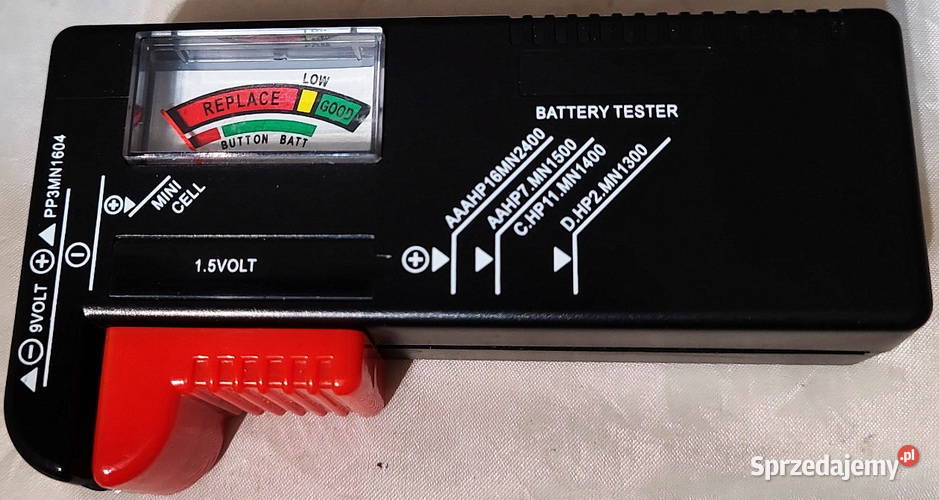 LOW
REPLACE
GOOD
BUTTON BATT
BATTERY TESTER
AAAHP16MN2400
AAHP7.MN1500
C.HP11.MN1400
D.HP2.MN1300
MINI
CELL
1.5VOLT
9VOLT
PP3MN1604
Sprzedajemy.pl